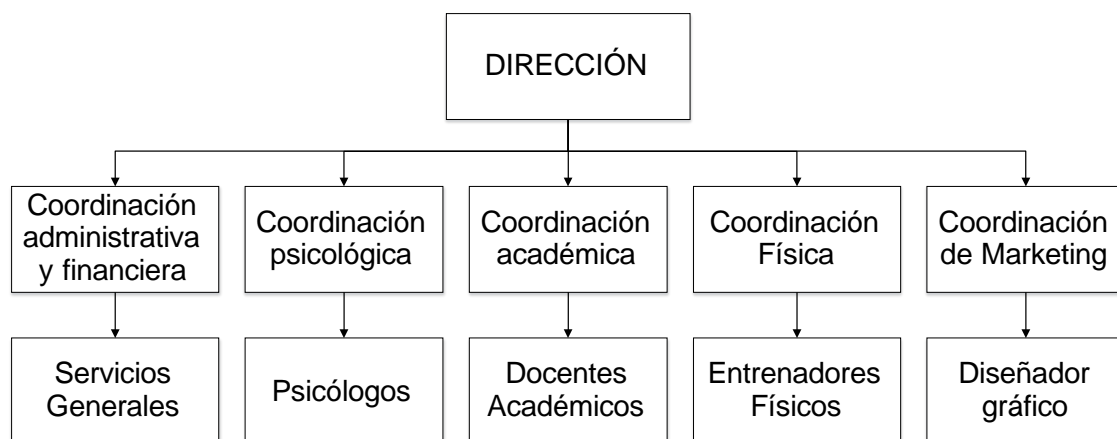 DIRECCIÓN
Coordinación
administrativa
y financiera
Coordinación
psicológica
Coordinación
académica
Coordinación
Física
Coordinación
de Marketing
Servicios
Generales
Psicólogos
Docentes
Académicos
Entrenadores
Físicos
Diseñador
gráfico